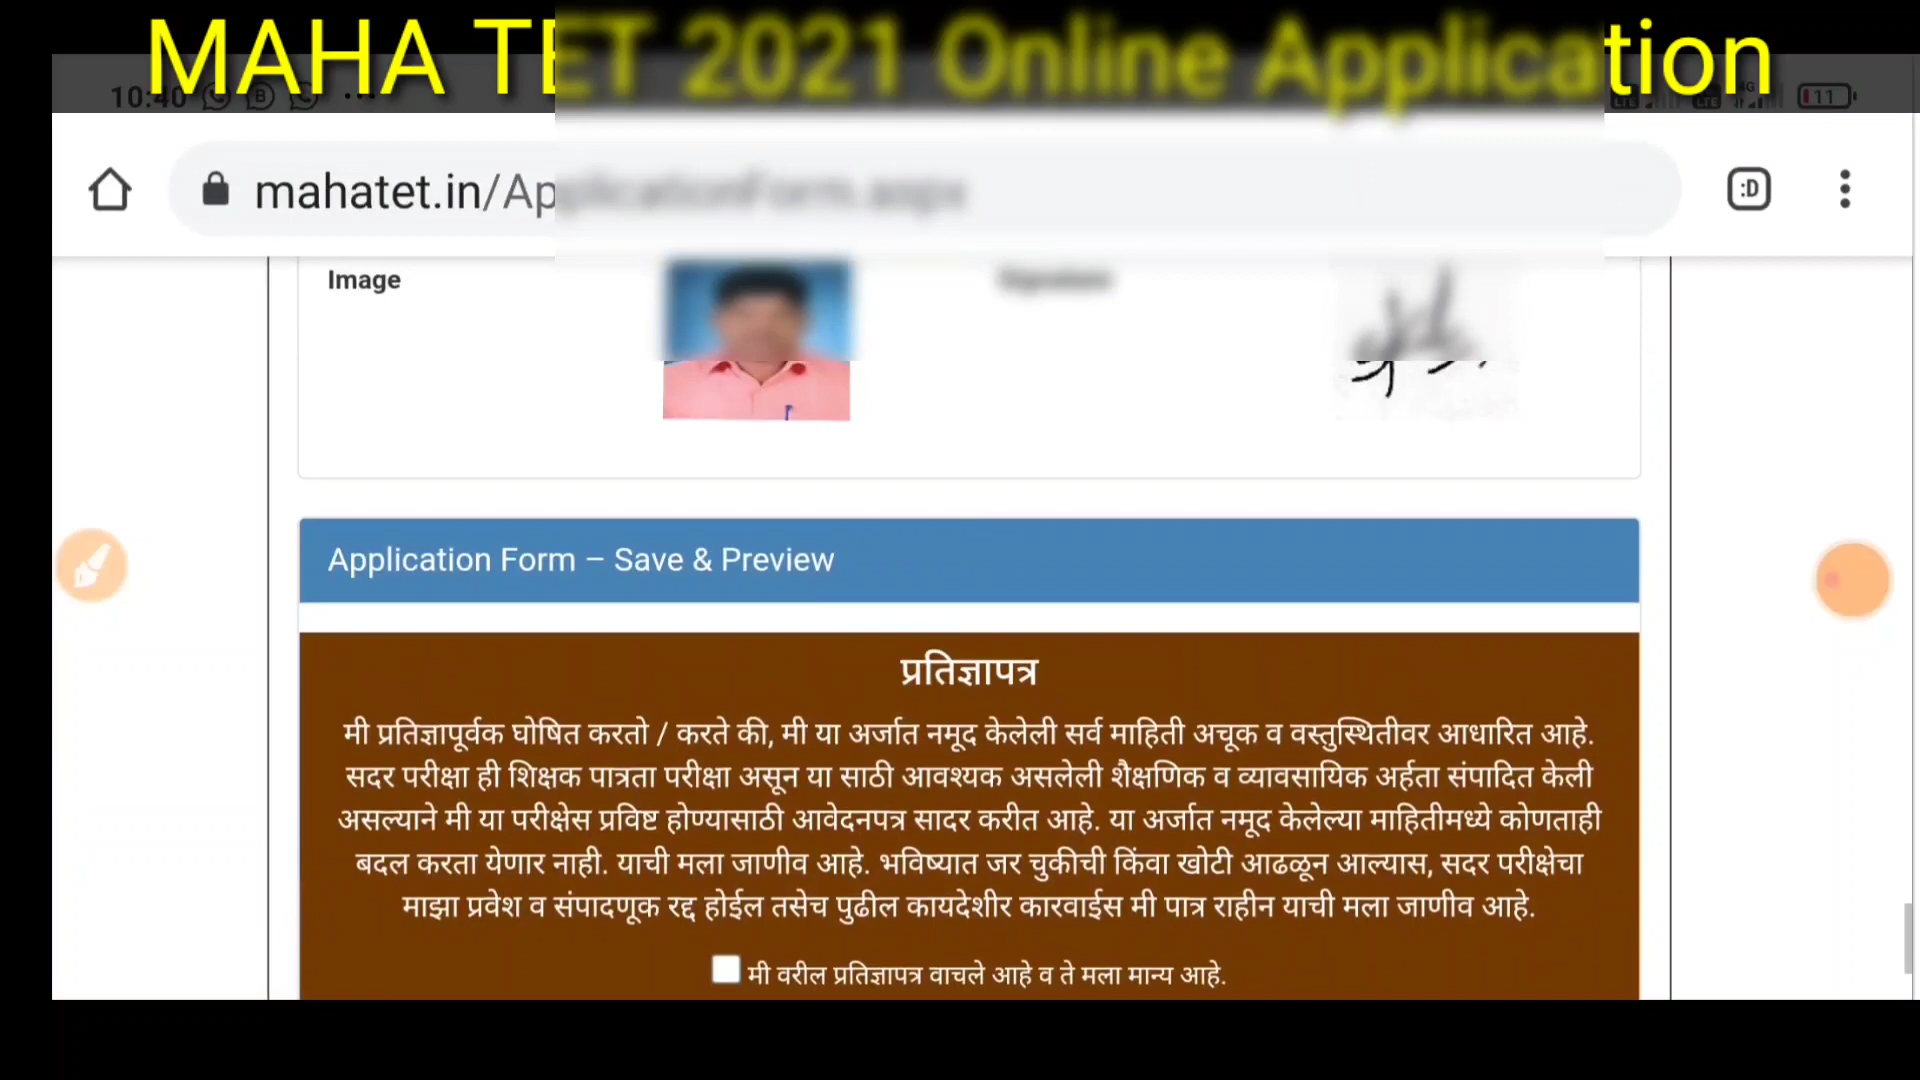 MAHA TET 2021 Online Application
10:40
11
mahatet.in/ApplicationForm.aspx
:D
Image
Signature
Application Form – Save & Preview
प्रतिज्ञापत्र
मी प्रतिज्ञापूर्वक घोषित करतो / करते की, मी या अर्जात नमूद केलेली सर्व माहिती अचूक व वस्तुस्थितीवर आधारित आहे.
सदर परीक्षा ही शिक्षक पात्रता परीक्षा असून या साठी आवश्यक असलेली शैक्षणिक व व्यावसायिक अर्हता संपादित केली
असल्याने मी या परीक्षेस प्रविष्ट होण्यासाठी आवेदनपत्र सादर करीत आहे. या अर्जात नमूद केलेल्या माहितीमध्ये कोणताही
बदल करता येणार नाही. याची मला जाणीव आहे. भविष्यात जर चुकीची किंवा खोटी आढळून आल्यास, सदर परीक्षेचा
माझा प्रवेश व संपादणूक रद्द होईल तसेच पुढील कायदेशीर कारवाईस मी पात्र राहीन याची मला जाणीव आहे.
मी वरील प्रतिज्ञापत्र वाचले आहे व ते मला मान्य आहे.